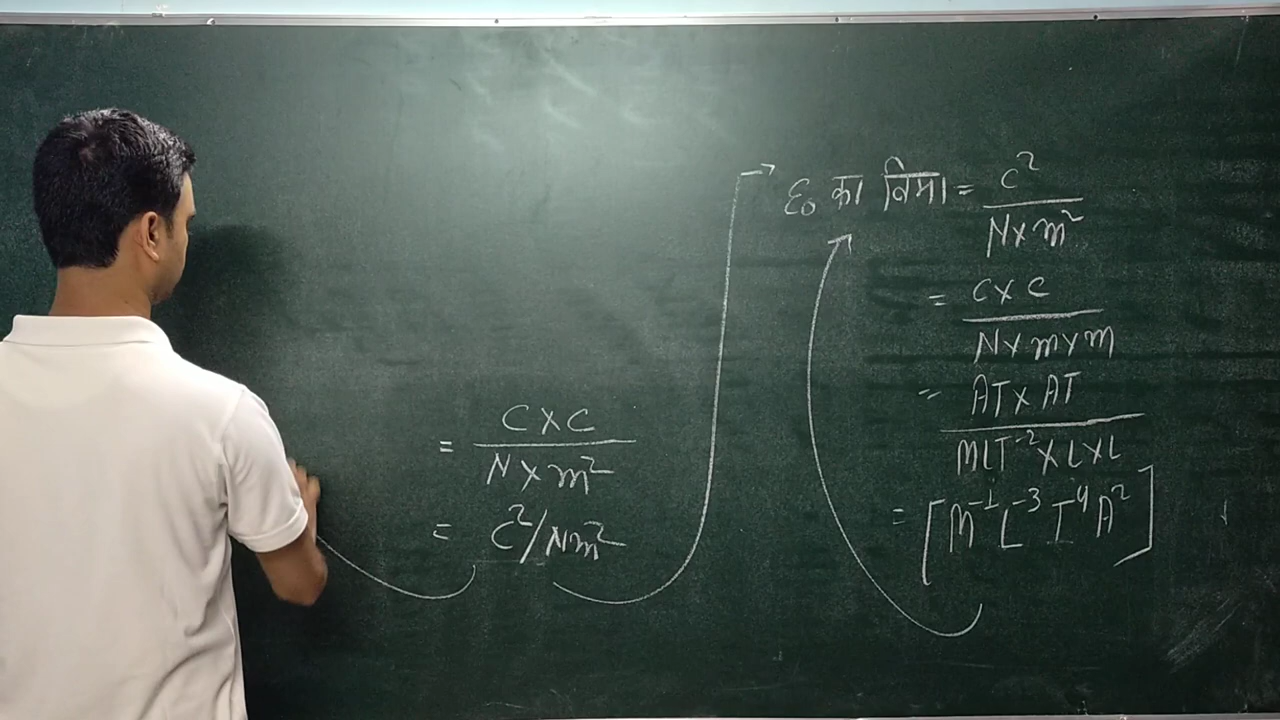 = C×C
N×m²
= C²/Nm²
ε₀ का विमा = C²
N×m²
= C×C
N×m×m
= AT×AT
MLT⁻²×L×L
= [M⁻¹L⁻³T⁴A²]